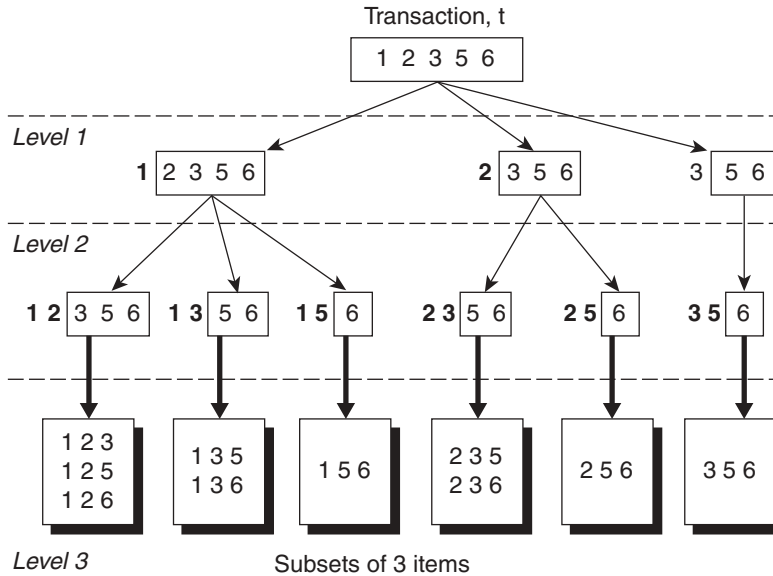 Transaction, t
1 2 3 5 6
Level 1
1 2 3 5 6
2 3 5 6
3 5 6
Level 2
1 2 3 5 6
1 3 5 6
1 5 6
2 3 5 6
2 5 6
3 5 6
1 2 3
1 2 5
1 2 6
1 3 5
1 3 6
1 5 6
2 3 5
2 3 6
2 5 6
3 5 6
Level 3
Subsets of 3 items